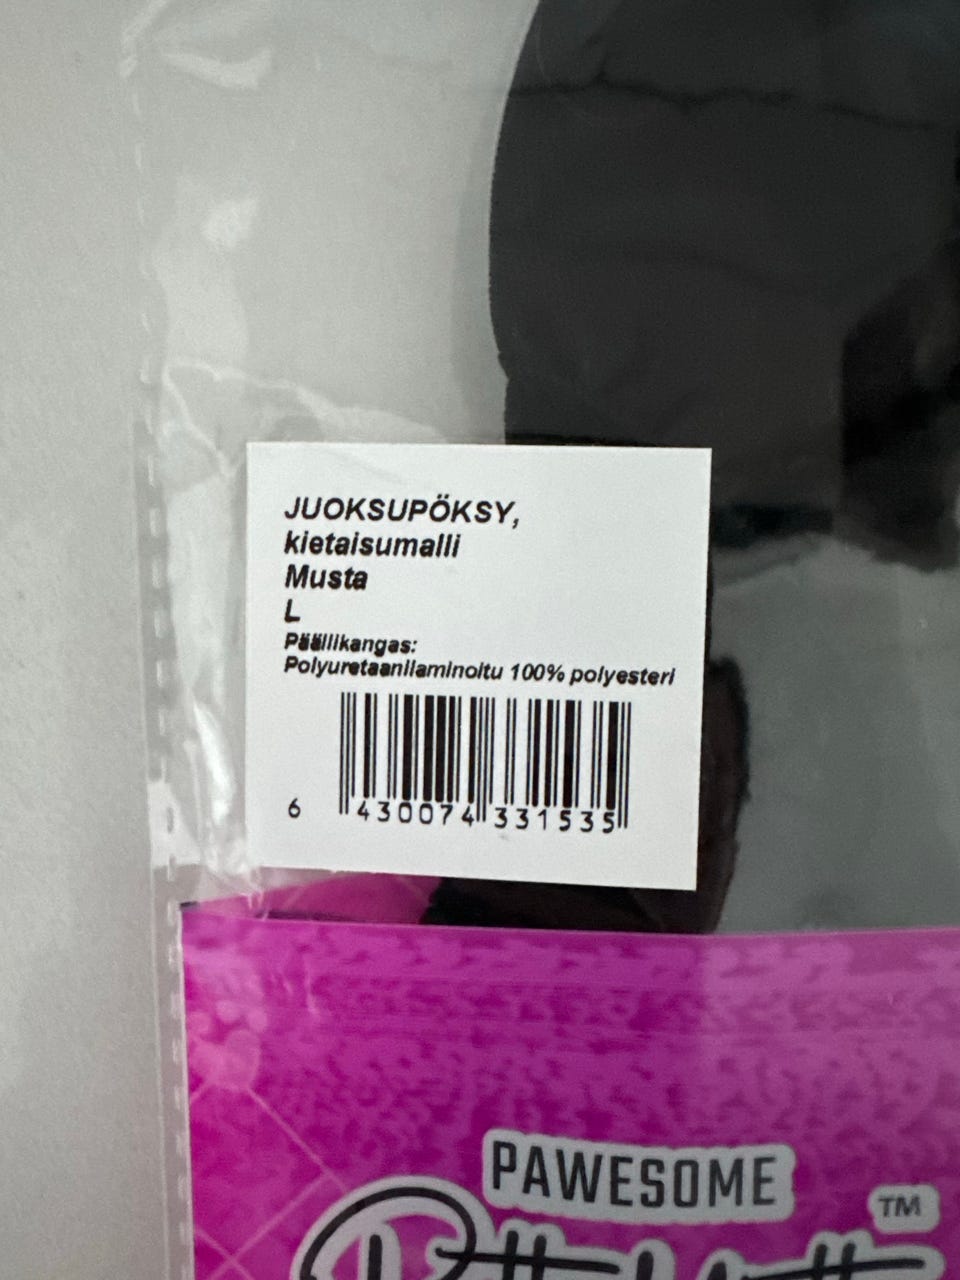 JUOKSUPÖKSY,
kietaisumalli
Musta
L
Päällikangas:
Polyuretaanilaminoitu 100% polyesteri
6 430074 331535
PAWESOME
TM